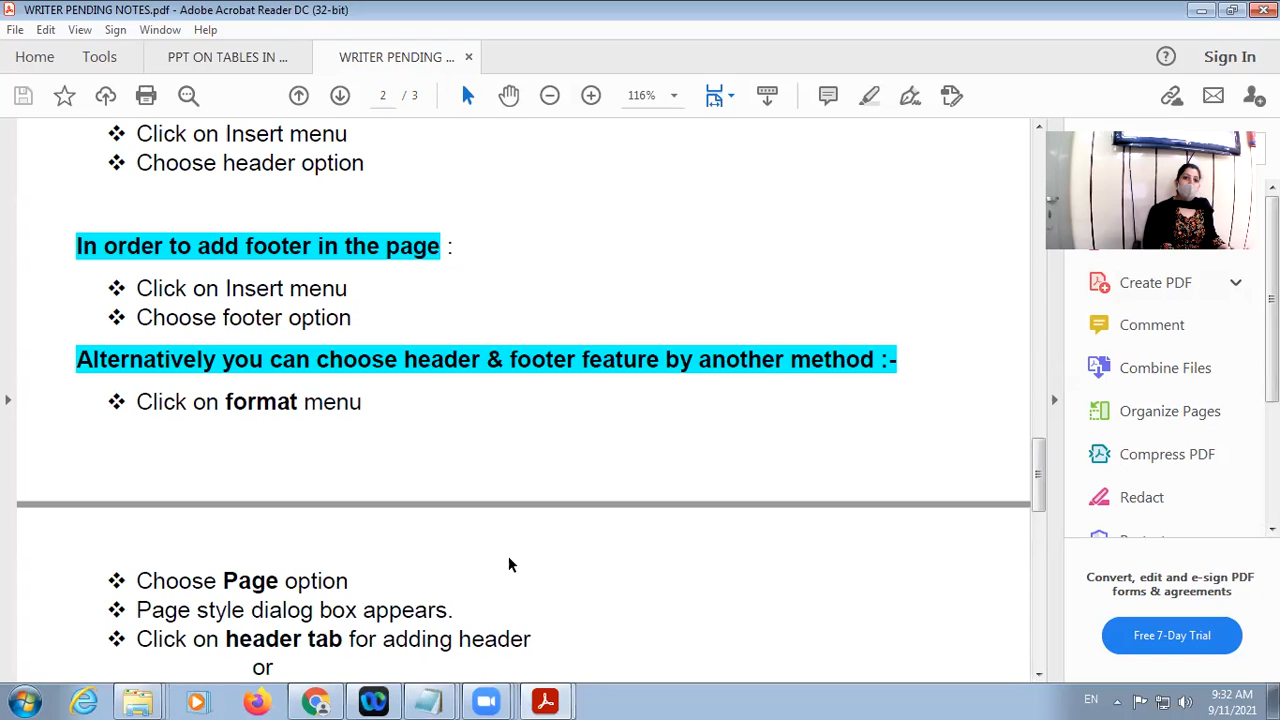 WRITER PENDING NOTES.pdf - Adobe Acrobat Reader DC (32-bit)
File Edit View Sign Window Help
Home Tools PPT ON TABLES IN ... WRITER PENDING ... × Sign In
2 / 3 116%
❖ Click on Insert menu
❖ Choose header option
In order to add footer in the page :
❖ Click on Insert menu
❖ Choose footer option
Alternatively you can choose header & footer feature by another method :-
❖ Click on format menu
❖ Choose Page option
❖ Page style dialog box appears.
❖ Click on header tab for adding header
or
Create PDF
Comment
Combine Files
Organize Pages
Compress PDF
Redact
Convert, edit and e-sign PDF
forms & agreements
Free 7-Day Trial
EN 9:32 AM
9/11/2021